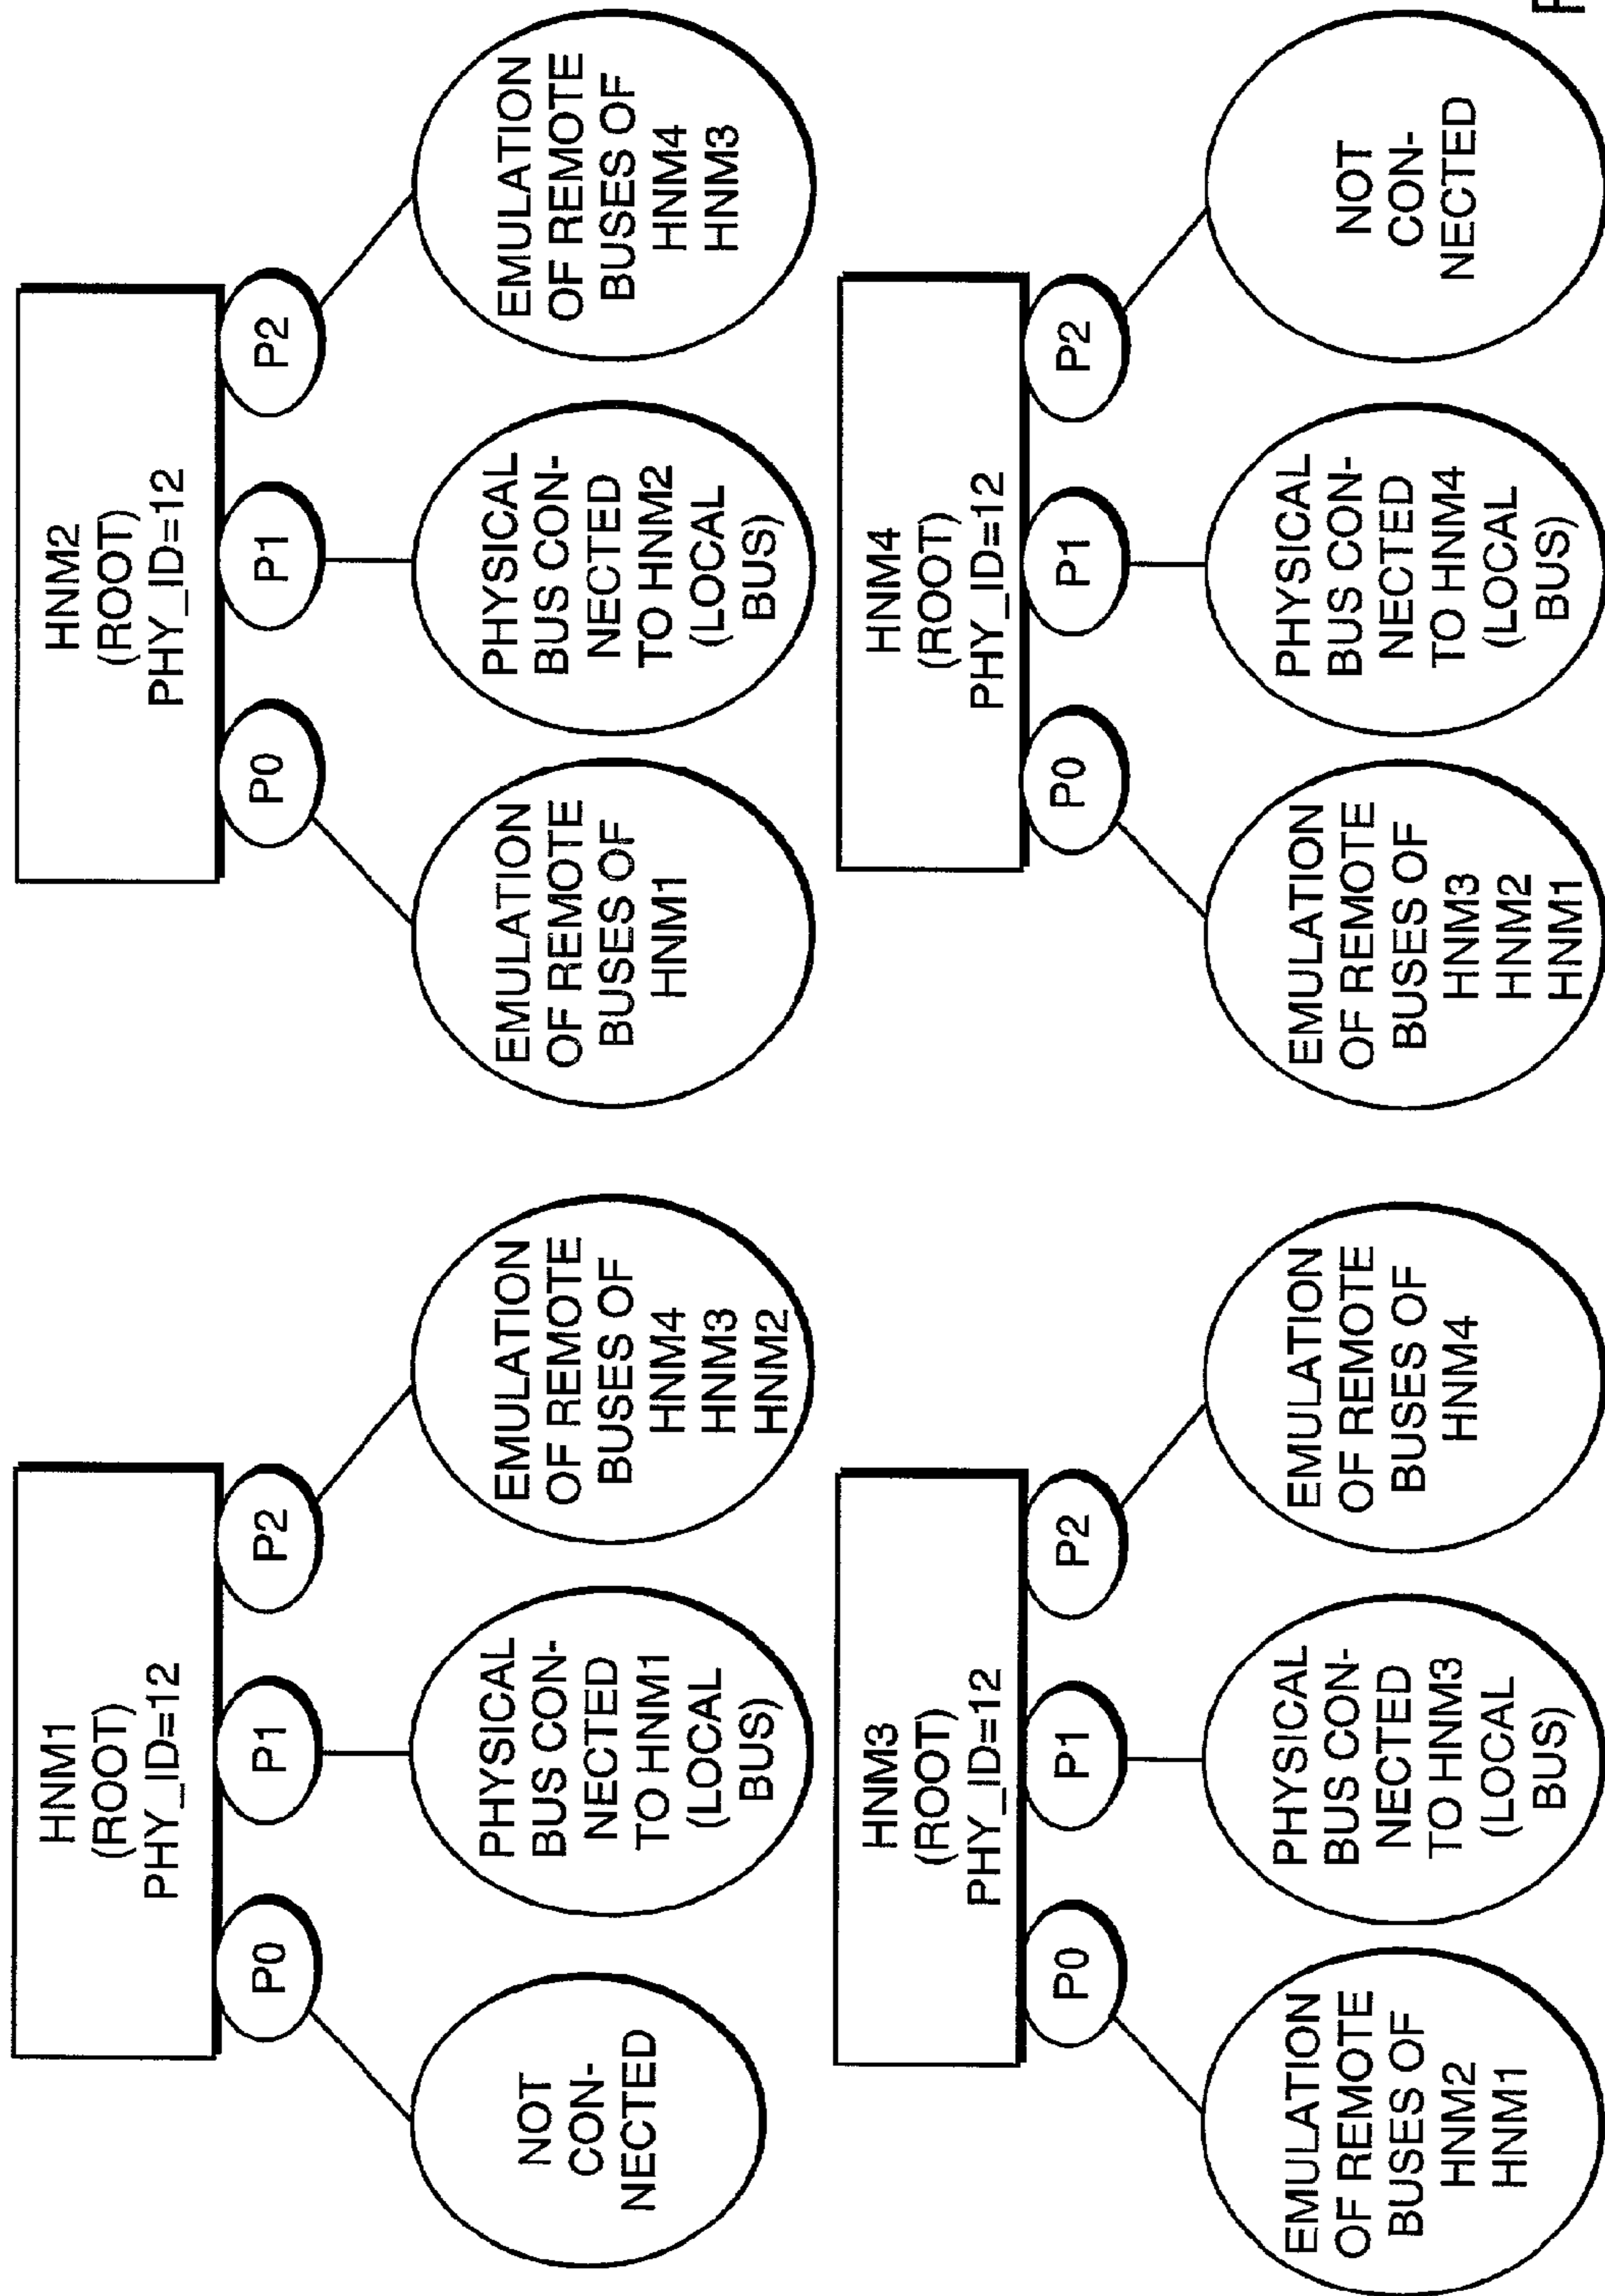 HNM1
(ROOT)
PHY_ID=12
P0
P1
P2
NOT
CON-
NECTED
PHYSICAL
BUS CON-
NECTED
TO HNM1
(LOCAL
BUS)
EMULATION
OF REMOTE
BUSES OF
HNM4
HNM3
HNM2
HNM2
(ROOT)
PHY_ID=12
P0
P1
P2
EMULATION
OF REMOTE
BUSES OF
HNM1
PHYSICAL
BUS CON-
NECTED
TO HNM2
(LOCAL
BUS)
EMULATION
OF REMOTE
BUSES OF
HNM4
HNM3
HNM3
(ROOT)
PHY_ID=12
P0
P1
P2
EMULATION
OF REMOTE
BUSES OF
HNM2
HNM1
PHYSICAL
BUS CON-
NECTED
TO HNM3
(LOCAL
BUS)
EMULATION
OF REMOTE
BUSES OF
HNM4
HNM4
(ROOT)
PHY_ID=12
P0
P1
P2
EMULATION
OF REMOTE
BUSES OF
HNM3
HNM2
HNM1
PHYSICAL
BUS CON-
NECTED
TO HNM4
(LOCAL
BUS)
NOT
CON-
NECTED